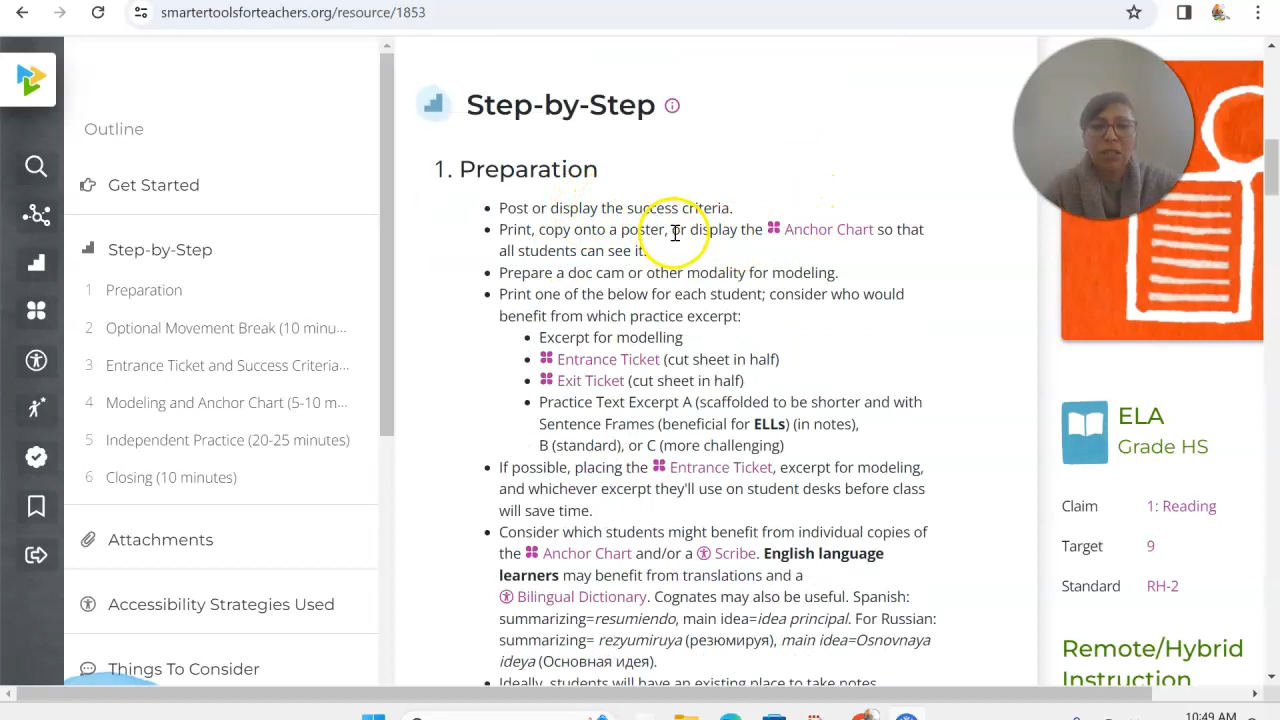 smartertoolsforteachers.org/resource/1853
Outline
Get Started
Step-by-Step
1 Preparation
2 Optional Movement Break (10 minu...
3 Entrance Ticket and Success Criteria...
4 Modeling and Anchor Chart (5-10 m...
5 Independent Practice (20-25 minutes)
6 Closing (10 minutes)
Attachments
Accessibility Strategies Used
Things To Consider
Step-by-Step
1. Preparation
Post or display the success criteria.
Print, copy onto a poster, or display the Anchor Chart so that
all students can see it.
Prepare a doc cam or other modality for modeling.
Print one of the below for each student; consider who would
benefit from which practice excerpt:
Excerpt for modelling
Entrance Ticket (cut sheet in half)
Exit Ticket (cut sheet in half)
Practice Text Excerpt A (scaffolded to be shorter and with
Sentence Frames (beneficial for ELLs) (in notes),
B (standard), or C (more challenging)
If possible, placing the Entrance Ticket, excerpt for modeling,
and whichever excerpt they'll use on student desks before class
will save time.
Consider which students might benefit from individual copies of
the Anchor Chart and/or a Scribe. English language
learners may benefit from translations and a
Bilingual Dictionary. Cognates may also be useful. Spanish:
summarizing=resumiendo, main idea=idea principal. For Russian:
summarizing= rezyumiruya (резюмируя), main idea=Osnovnaya
ideya (Основная идея).
Ideally, students will have an existing place to take notes
ELA
Grade HS
Claim 1: Reading
Target 9
Standard RH-2
Remote/Hybrid
Instruction
10:49 AM